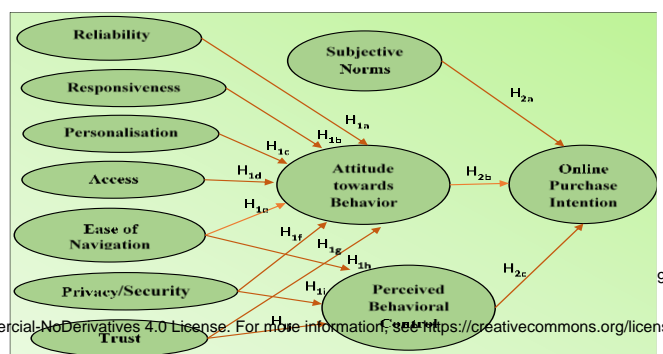 Reliability
Responsiveness
Personalisation
Access
Ease of
Navigation
Privacy/Security
Trust
Subjective
Norms
Attitude
towards
Behavior
Perceived
Behavioral
Control
Online
Purchase
Intention
H1a
H1b
H1c
H1d
H1e
H1f
H1g
H1h
H1i
H2a
H2b
H2c
9
ercial-NoDerivatives 4.0 License. For more information, see https://creativecommons.org/licens